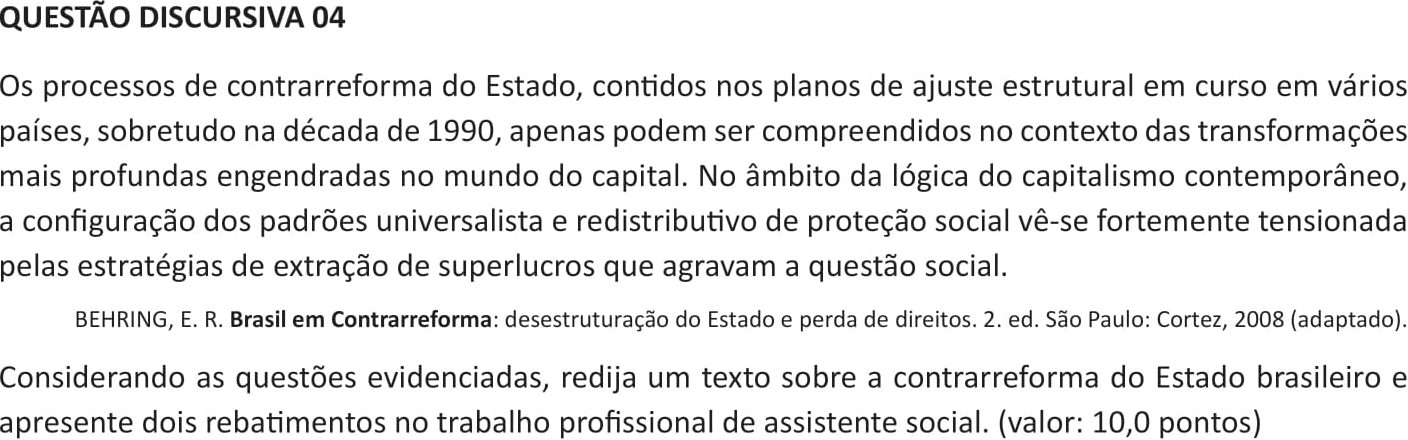 QUESTÃO DISCURSIVA 04
Os processos de contrarreforma do Estado, contidos nos planos de ajuste estrutural em curso em vários
países, sobretudo na década de 1990, apenas podem ser compreendidos no contexto das transformações
mais profundas engendradas no mundo do capital. No âmbito da lógica do capitalismo contemporâneo,
a configuração dos padrões universalista e redistributivo de proteção social vê-se fortemente tensionada
pelas estratégias de extração de superlucros que agravam a questão social.
BEHRING, E. R. Brasil em Contrarreforma: desestruturação do Estado e perda de direitos. 2. ed. São Paulo: Cortez, 2008 (adaptado).
Considerando as questões evidenciadas, redija um texto sobre a contrarreforma do Estado brasileiro e
apresente dois rebatimentos no trabalho profissional de assistente social. (valor: 10,0 pontos)